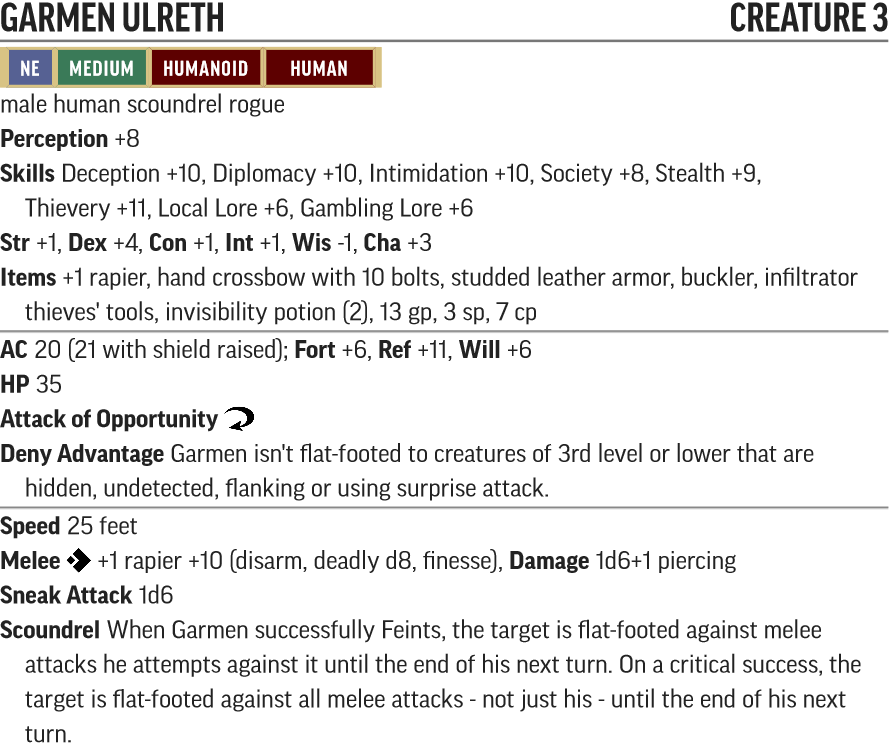 GARMEN ULRETH CREATURE 3
NE MEDIUM HUMANOID HUMAN
male human scoundrel rogue
Perception +8
Skills Deception +10, Diplomacy +10, Intimidation +10, Society +8, Stealth +9,
Thievery +11, Local Lore +6, Gambling Lore +6
Str +1, Dex +4, Con +1, Int +1, Wis -1, Cha +3
Items +1 rapier, hand crossbow with 10 bolts, studded leather armor, buckler, infiltrator
thieves' tools, invisibility potion (2), 13 gp, 3 sp, 7 cp
AC 20 (21 with shield raised); Fort +6, Ref +11, Will +6
HP 35
Attack of Opportunity
Deny Advantage Garmen isn't flat-footed to creatures of 3rd level or lower that are
hidden, undetected, flanking or using surprise attack.
Speed 25 feet
Melee +1 rapier +10 (disarm, deadly d8, finesse), Damage 1d6+1 piercing
Sneak Attack 1d6
Scoundrel When Garmen successfully Feints, the target is flat-footed against melee
attacks he attempts against it until the end of his next turn. On a critical success, the
target is flat-footed against all melee attacks - not just his - until the end of his next
turn.